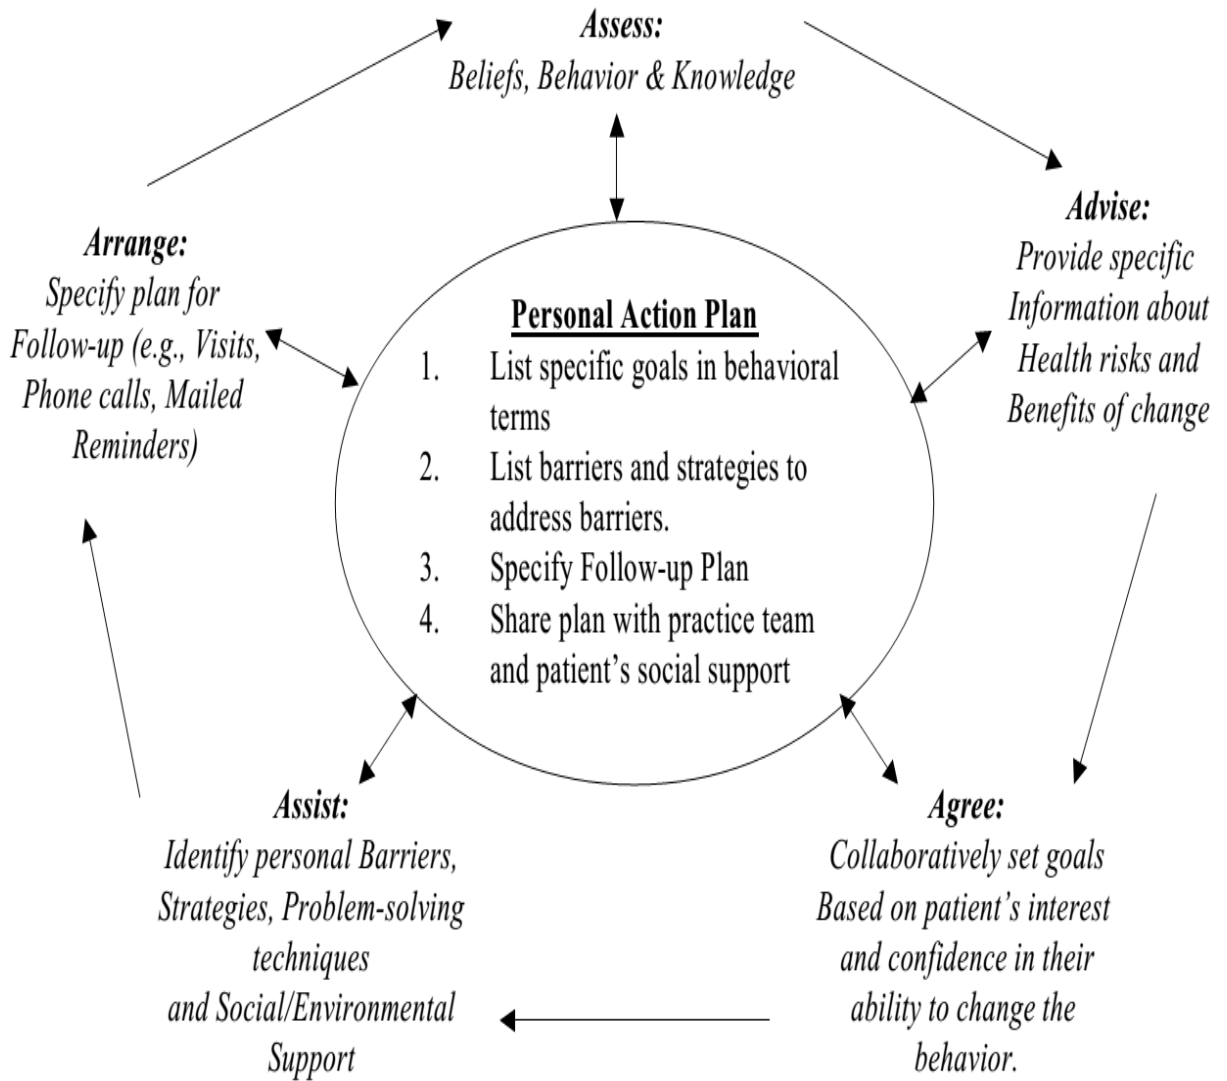 Assess:
Beliefs, Behavior & Knowledge
Advise:
Provide specific
Information about
Health risks and
Benefits of change
Arrange:
Specify plan for
Follow-up (e.g., Visits,
Phone calls, Mailed
Reminders)
Personal Action Plan
1. List specific goals in behavioral
terms
2. List barriers and strategies to
address barriers.
3. Specify Follow-up Plan
4. Share plan with practice team
and patient’s social support
Assist:
Identify personal Barriers,
Strategies, Problem-solving
techniques
and Social/Environmental
Support
Agree:
Collaboratively set goals
Based on patient’s interest
and confidence in their
ability to change the
behavior.